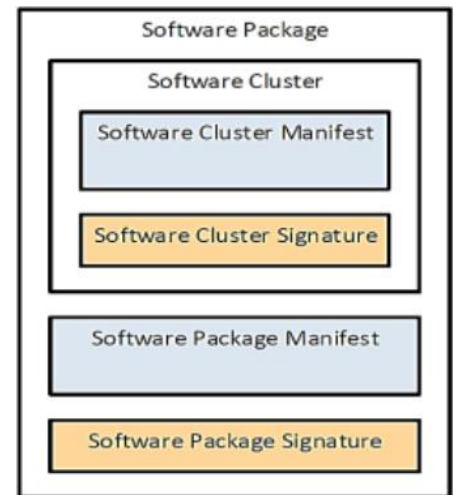 Software Package
Software Cluster
Software Cluster Manifest
Software Cluster Signature
Software Package Manifest
Software Package Signature